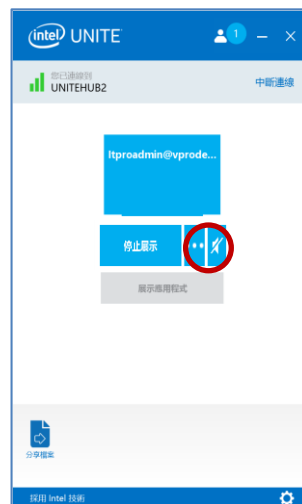 intel UNITE
1
您已連線到
UNITEHUB2
中斷連線
Itproadmin@vprode...
停止展示
展示應用程式
分享檔案
採用 Intel 技術